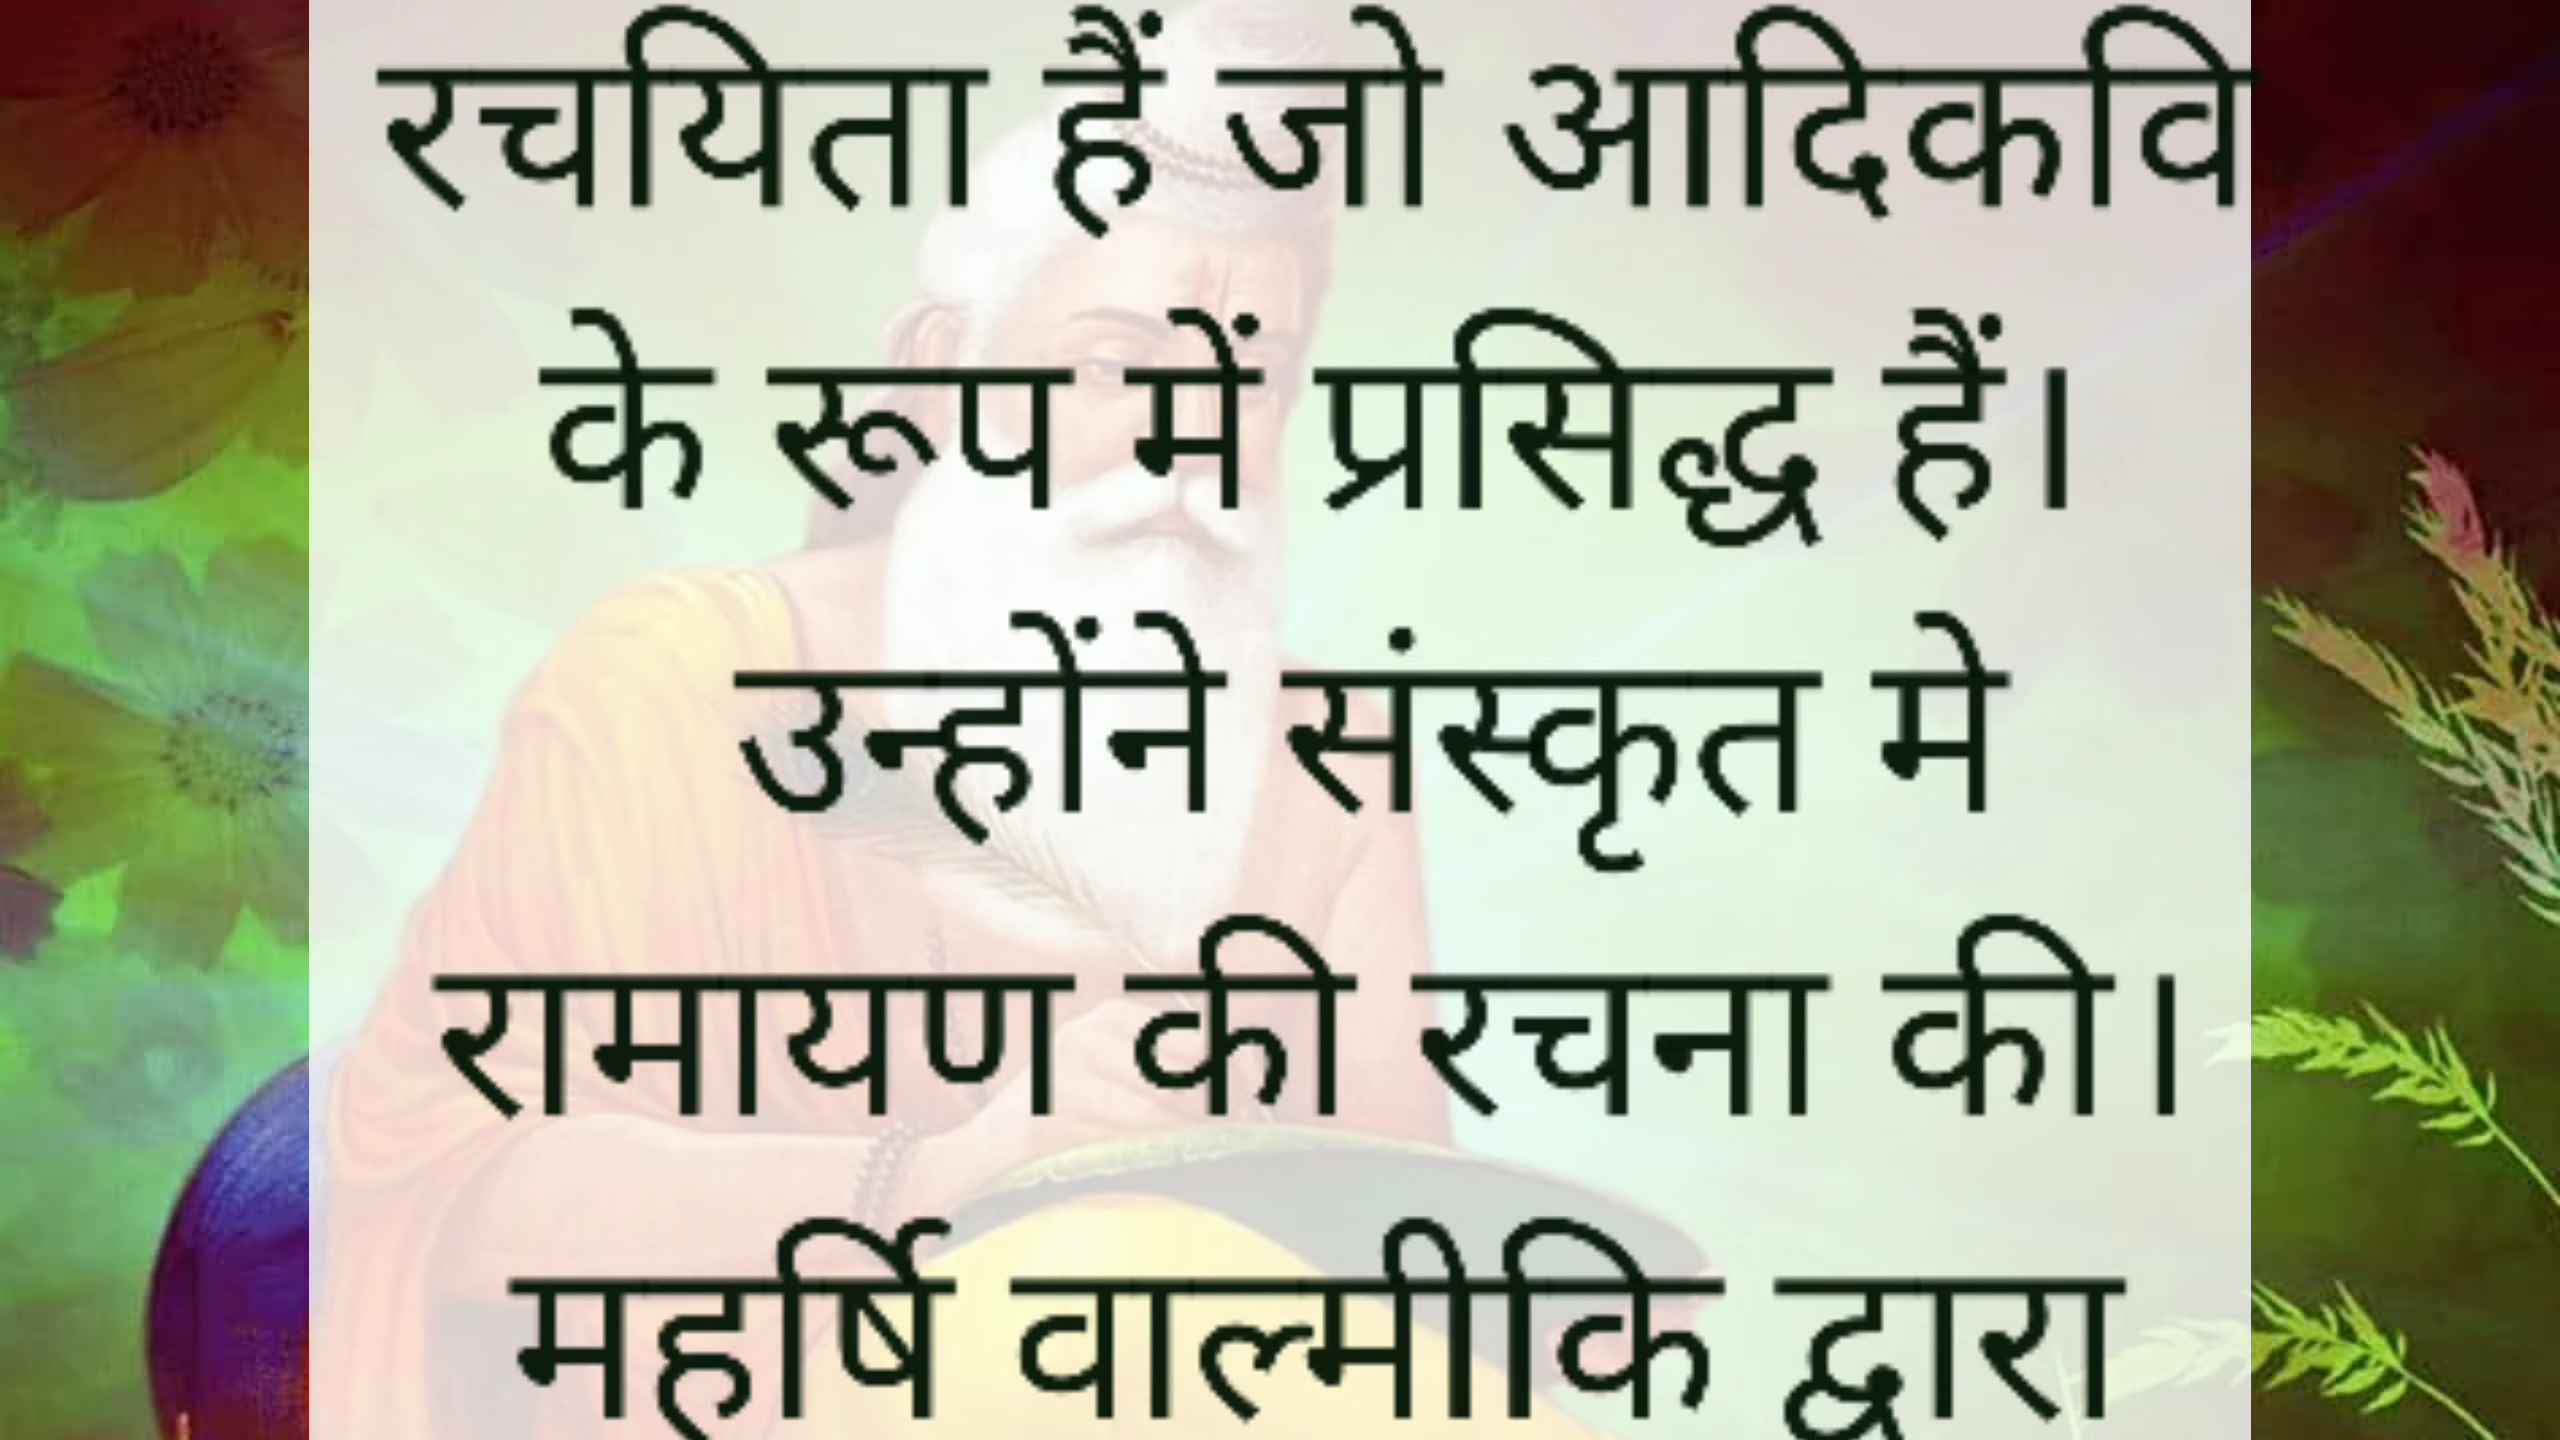 रचयिता हैं जो आदिकवि
के रूप में प्रसिद्ध हैं।
उन्होंने संस्कृत मे
रामायण की रचना की।
महर्षि वाल्मीकि द्वारा